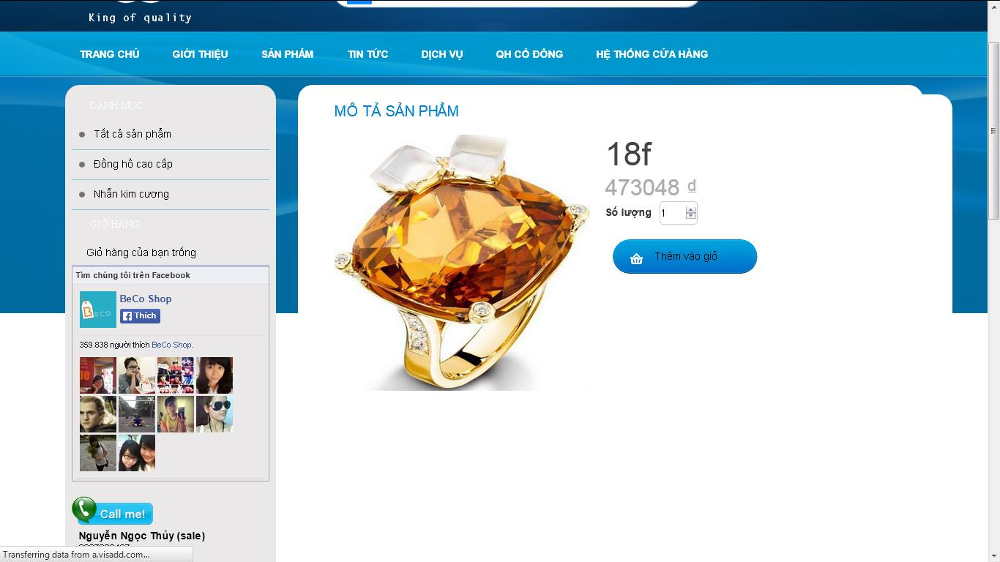 King of quality
TRANG CHỦ GIỚI THIỆU SẢN PHẨM TIN TỨC DỊCH VỤ QH CỔ ĐÔNG HỆ THỐNG CỬA HÀNG
DANH MỤC
Tất cả sản phẩm
Đồng hồ cao cấp
Nhẫn kim cương
GIỎ HÀNG
Giỏ hàng của bạn trống
Tìm chúng tôi trên Facebook
BeCo Shop
Thích
359.838 người thích BeCo Shop.
Call me!
Nguyễn Ngọc Thủy (sale)
Transferring data from a.visadd.com...
MÔ TẢ SẢN PHẨM
18f
473048 đ
Số lượng 1
Thêm vào giỏ